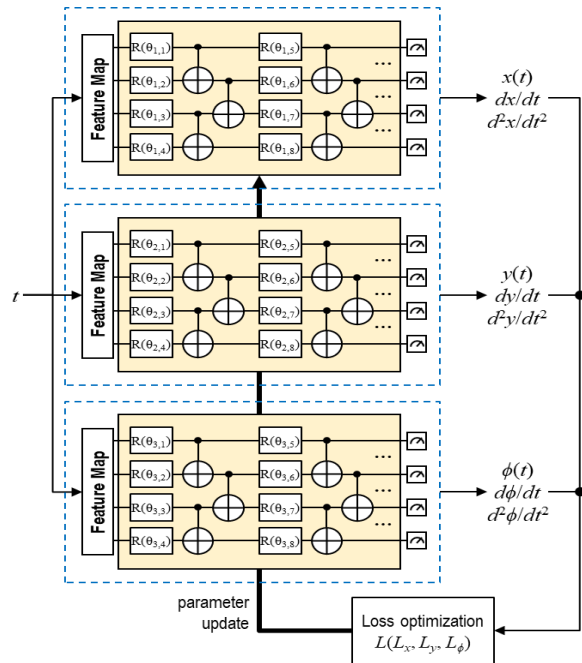 Feature Map
R(θ1,1) R(θ1,5)
...
R(θ1,2) R(θ1,6)
...
R(θ1,3) R(θ1,7)
...
R(θ1,4) R(θ1,8)
x(t)
dx/dt
d²x/dt²
t
Feature Map
R(θ2,1) R(θ2,5)
...
R(θ2,2) R(θ2,6)
...
R(θ2,3) R(θ2,7)
...
R(θ2,4) R(θ2,8)
y(t)
dy/dt
d²y/dt²
Feature Map
R(θ3,1) R(θ3,5)
...
R(θ3,2) R(θ3,6)
...
R(θ3,3) R(θ3,7)
...
R(θ3,4) R(θ3,8)
ϕ(t)
dϕ/dt
d²ϕ/dt²
parameter
update
Loss optimization
L(Lx, Ly, Lϕ)